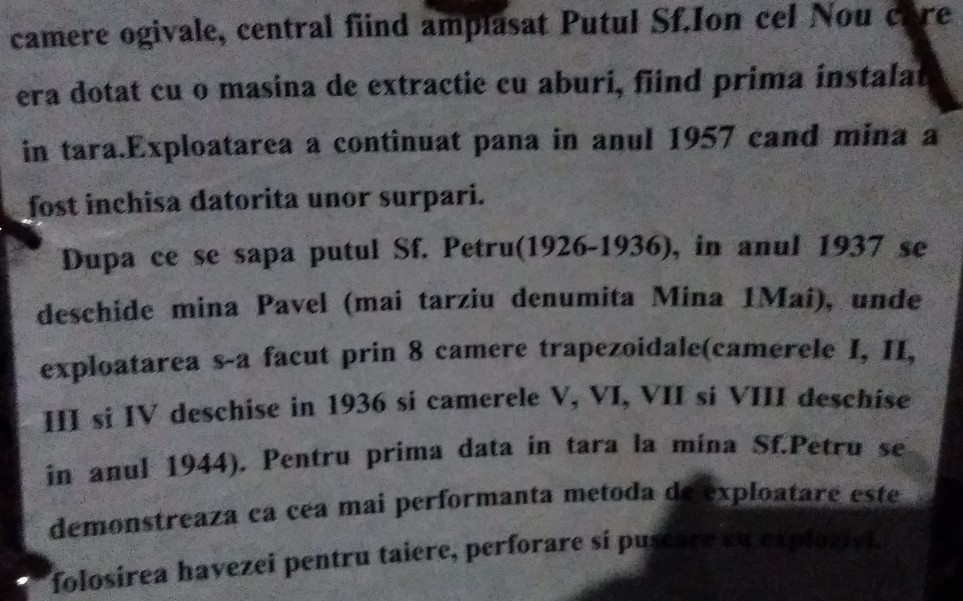 camere ogivale, central fiind amplasat Putul Sf.Ion cel Nou care
era dotat cu o masina de extractie cu aburi, fiind prima instalat
in tara.Exploatarea a continuat pana in anul 1957 cand mina a
fost inchisa datorita unor surpari.
Dupa ce se sapa putul Sf. Petru(1926-1936), in anul 1937 se
deschide mina Pavel (mai tarziu denumita Mina 1Mai), unde
exploatarea s-a facut prin 8 camere trapezoidale(camerele I, II,
III si IV deschise in 1936 si camerele V, VI, VII si VIII deschise
in anul 1944). Pentru prima data in tara la mina Sf.Petru se
demonstreaza ca cea mai performanta metoda de exploatare este
folosirea havezei pentru taiere, perforare si puscare cu explozivi.